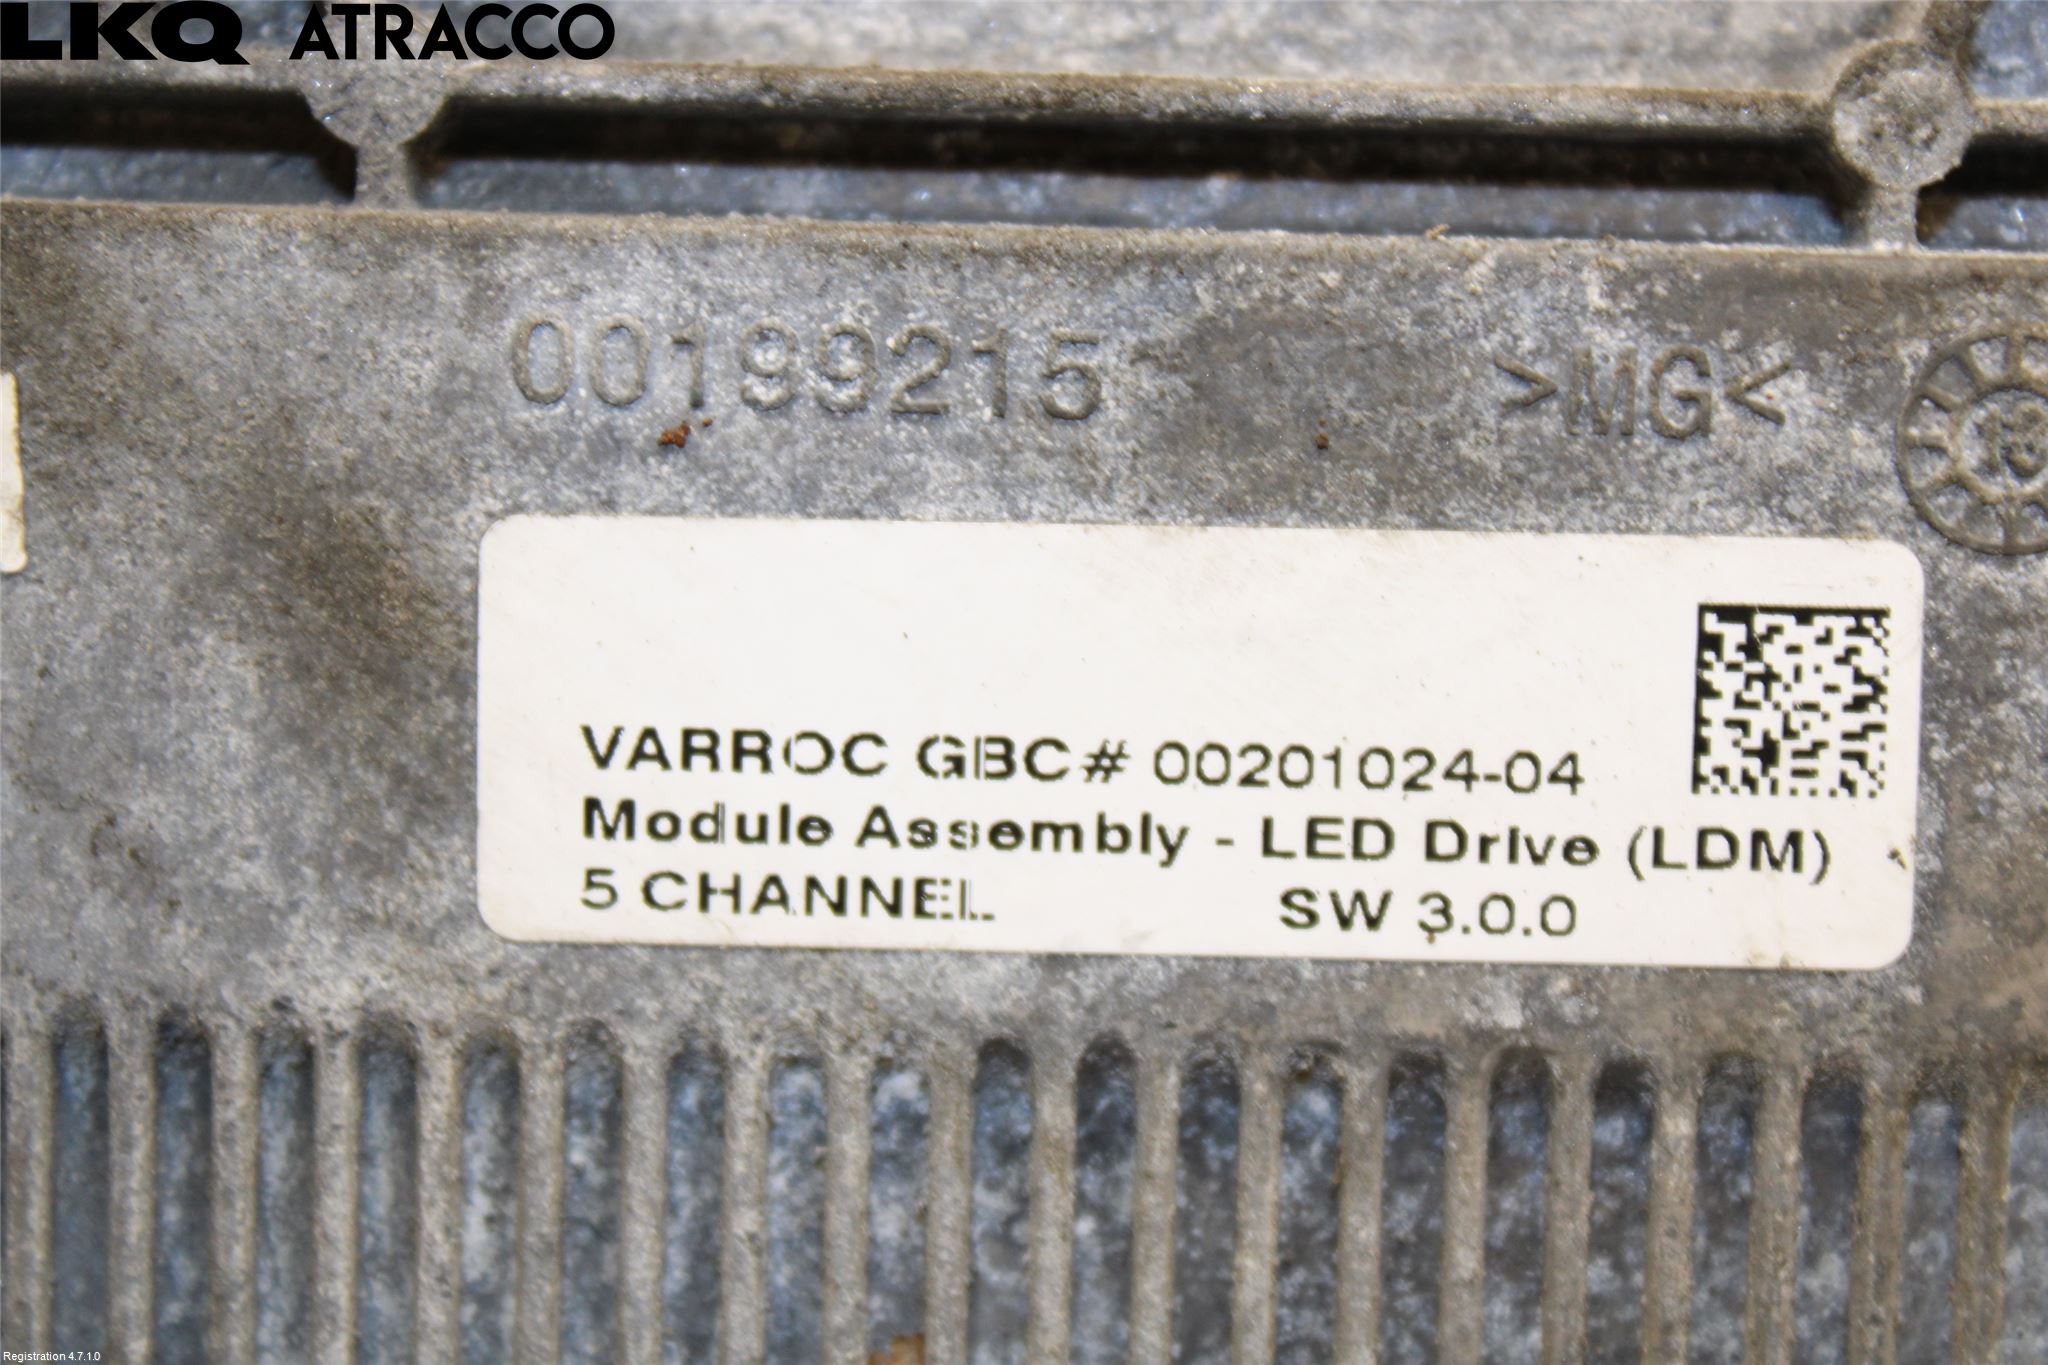 LKQ ATRACCO
00199215
>MG<
18
VARROC GBC# 00201024-04
Module Assembly - LED Drive (LDM)
5 CHANNEL SW 3.0.0
Registration 4.7.1.0